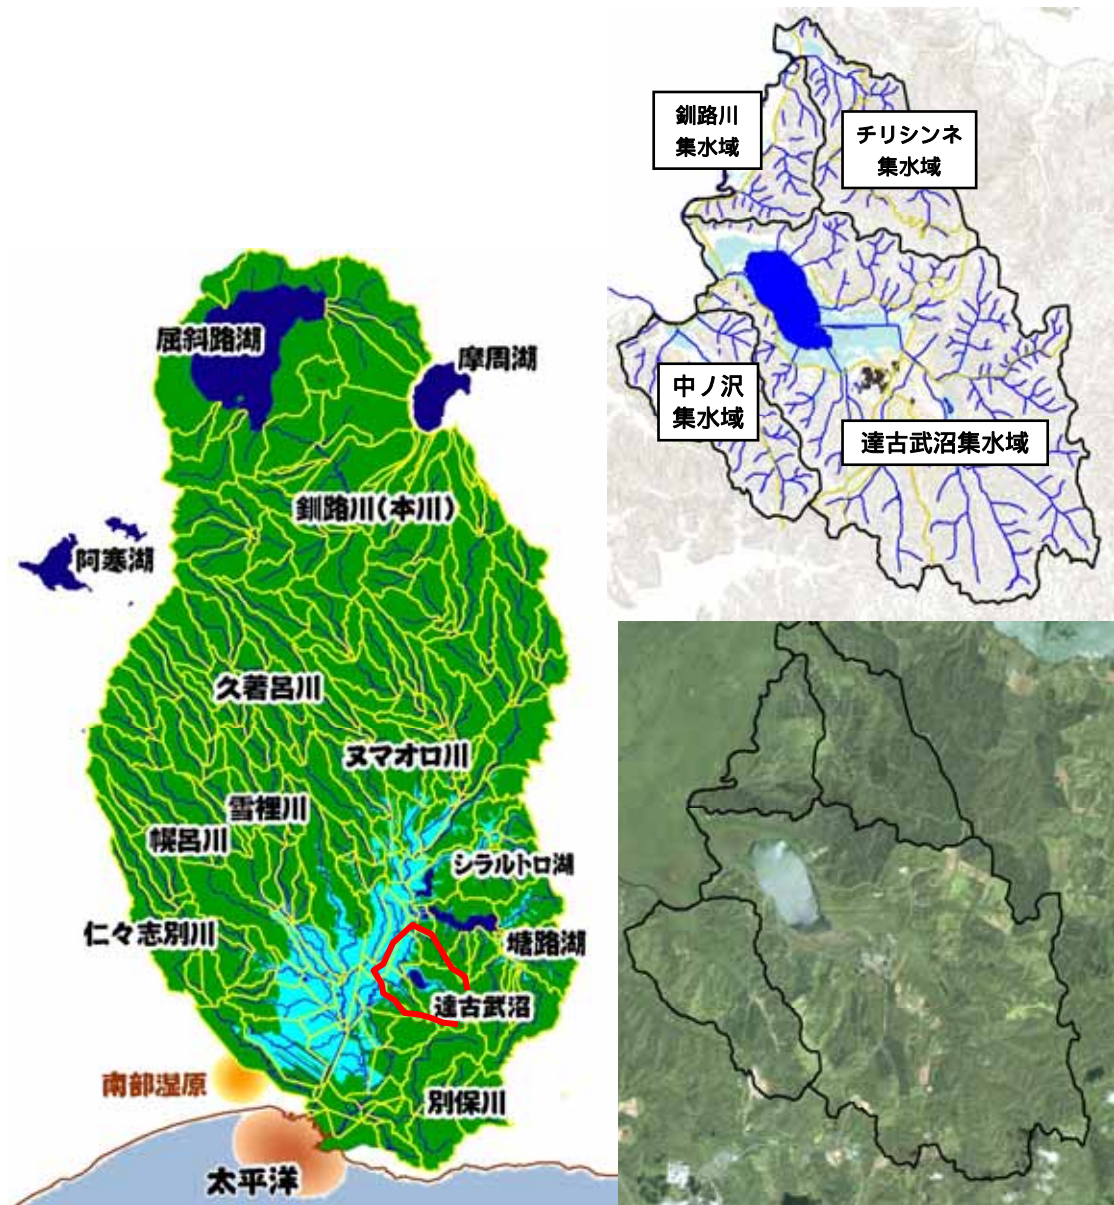 屈斜路湖
摩周湖
釧路川(本川)
阿寒湖
久著呂川
ヌマオロ川
雪裡川
幌呂川
シラルトロ湖
仁々志別川
塘路湖
達古武沼
南部湿原
別保川
太平洋
釧路川
集水域
チリシンネ
集水域
中ノ沢
集水域
達古武沼集水域